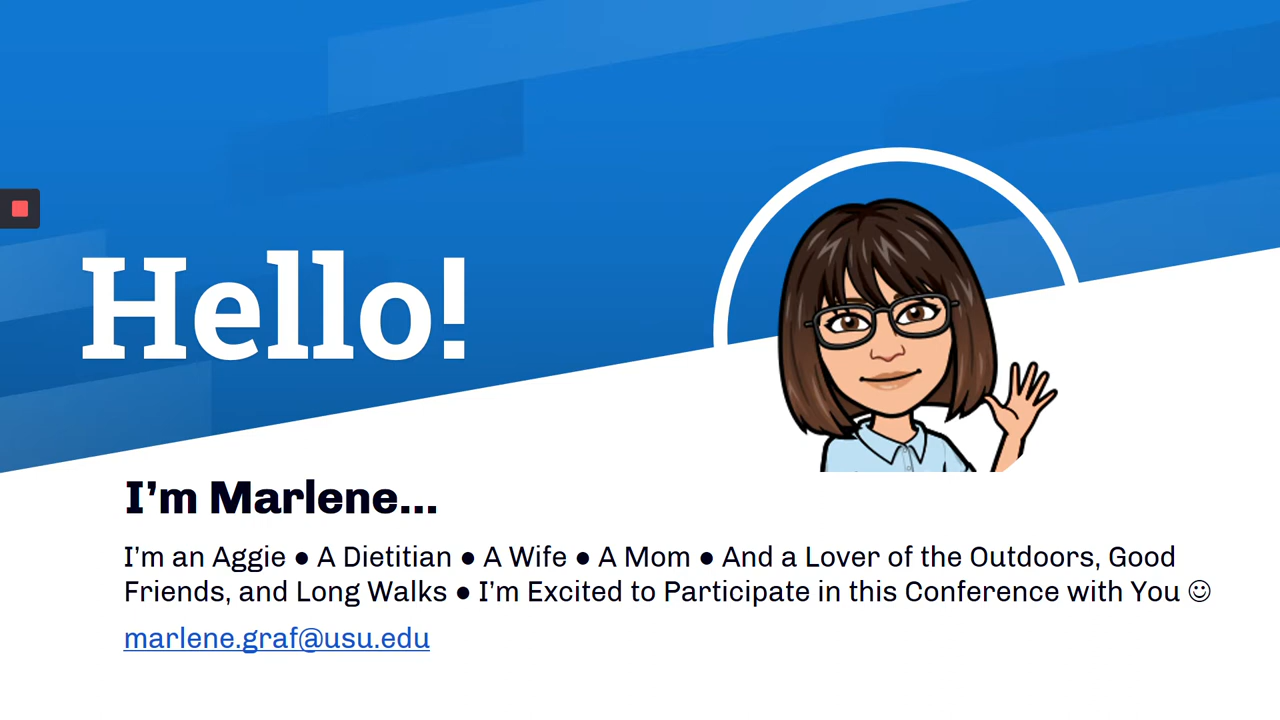 Hello!
I’m Marlene...
I’m an Aggie ● A Dietitian ● A Wife ● A Mom ● And a Lover of the Outdoors, Good
Friends, and Long Walks ● I’m Excited to Participate in this Conference with You ☺
marlene.graf@usu.edu